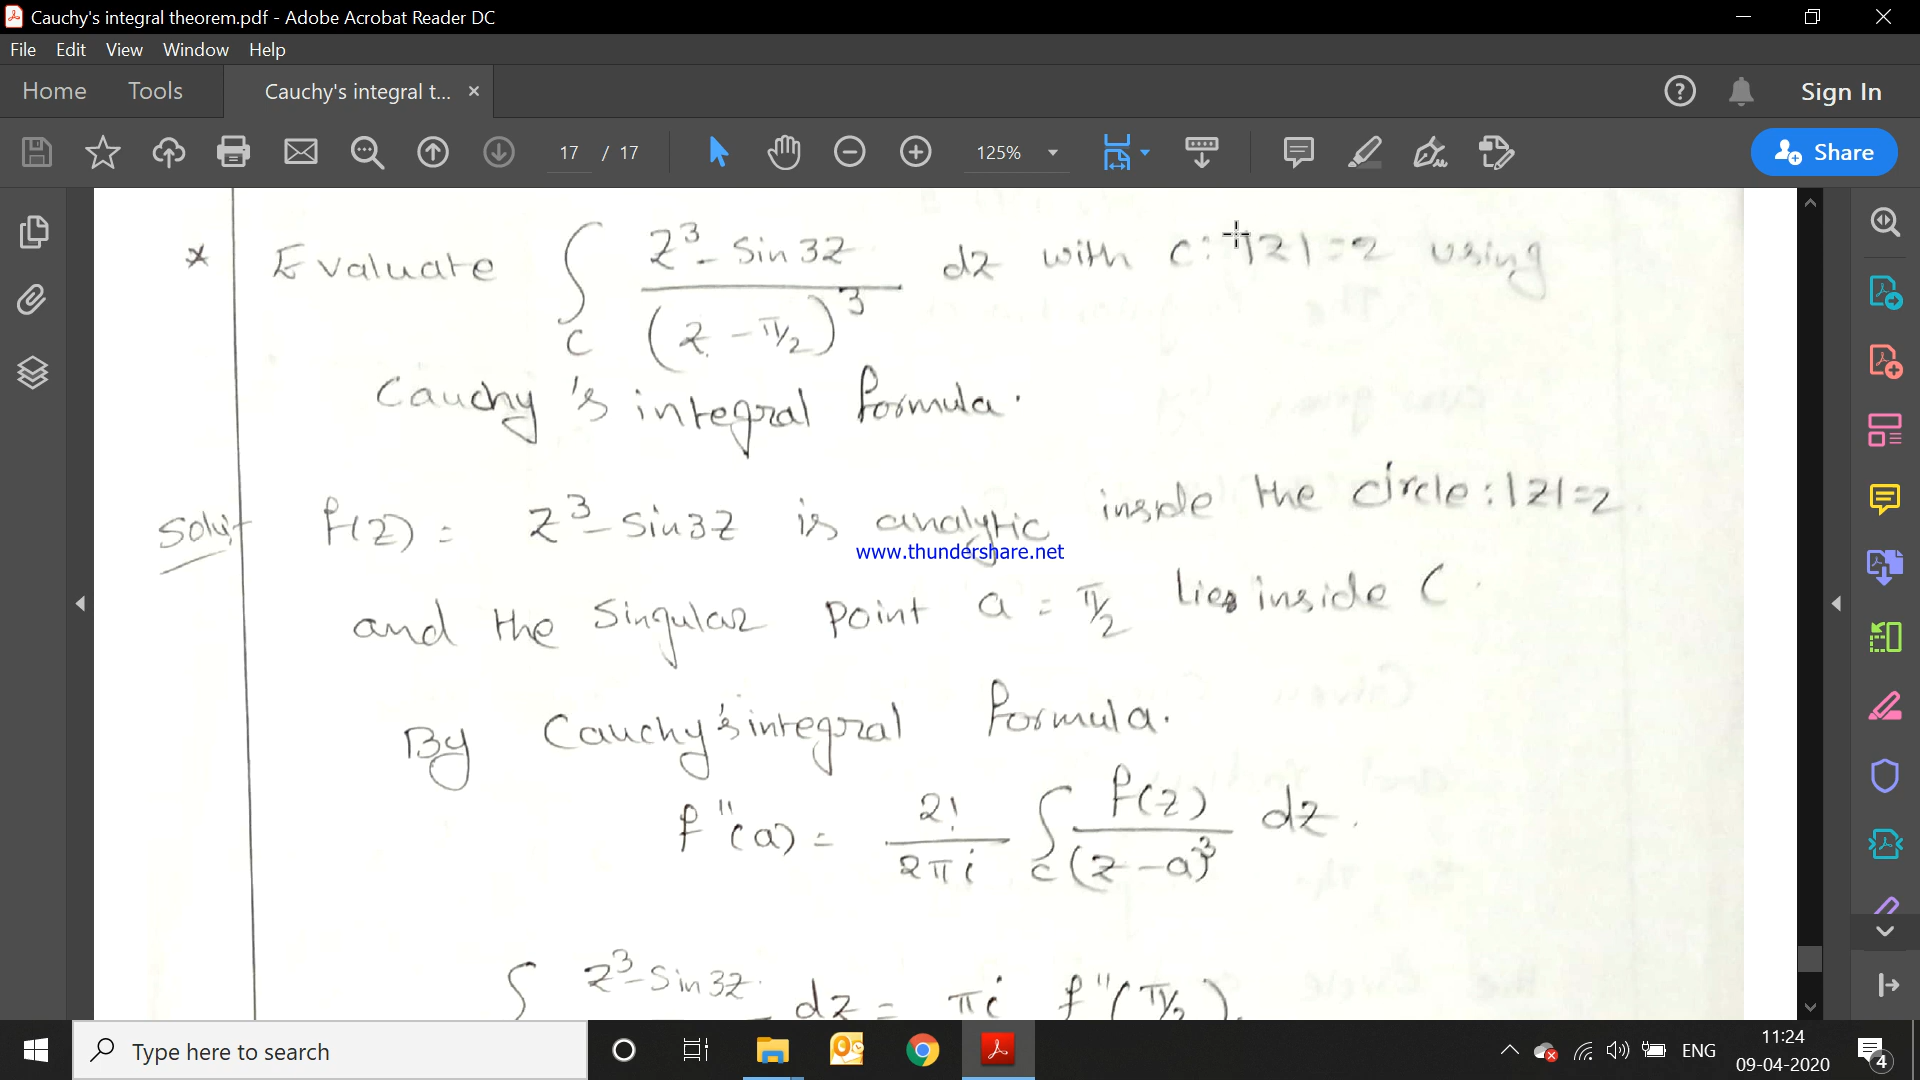 Cauchy's integral theorem.pdf - Adobe Acrobat Reader DC
File Edit View Window Help
Home Tools Cauchy's integral t... × Sign In
17 / 17 125% Share
* Evaluate ∫_C (z³ - sin 3z)/(z - π/2)³ dz with c: |z| = 2 using
Cauchy's integral formula.
Soln: f(z) = z³ - sin 3z is analytic inside the circle: |z| = 2
www.thundershare.net
and the singular point a = π/2 lies inside C
By Cauchy's integral formula.
f''(a) = 2!/2πi ∫_c f(z)/(z-a)³ dz.
∫ z³ - sin 3z dz = πi f''(π/2).
Type here to search
ENG
11:24
09-04-2020
4